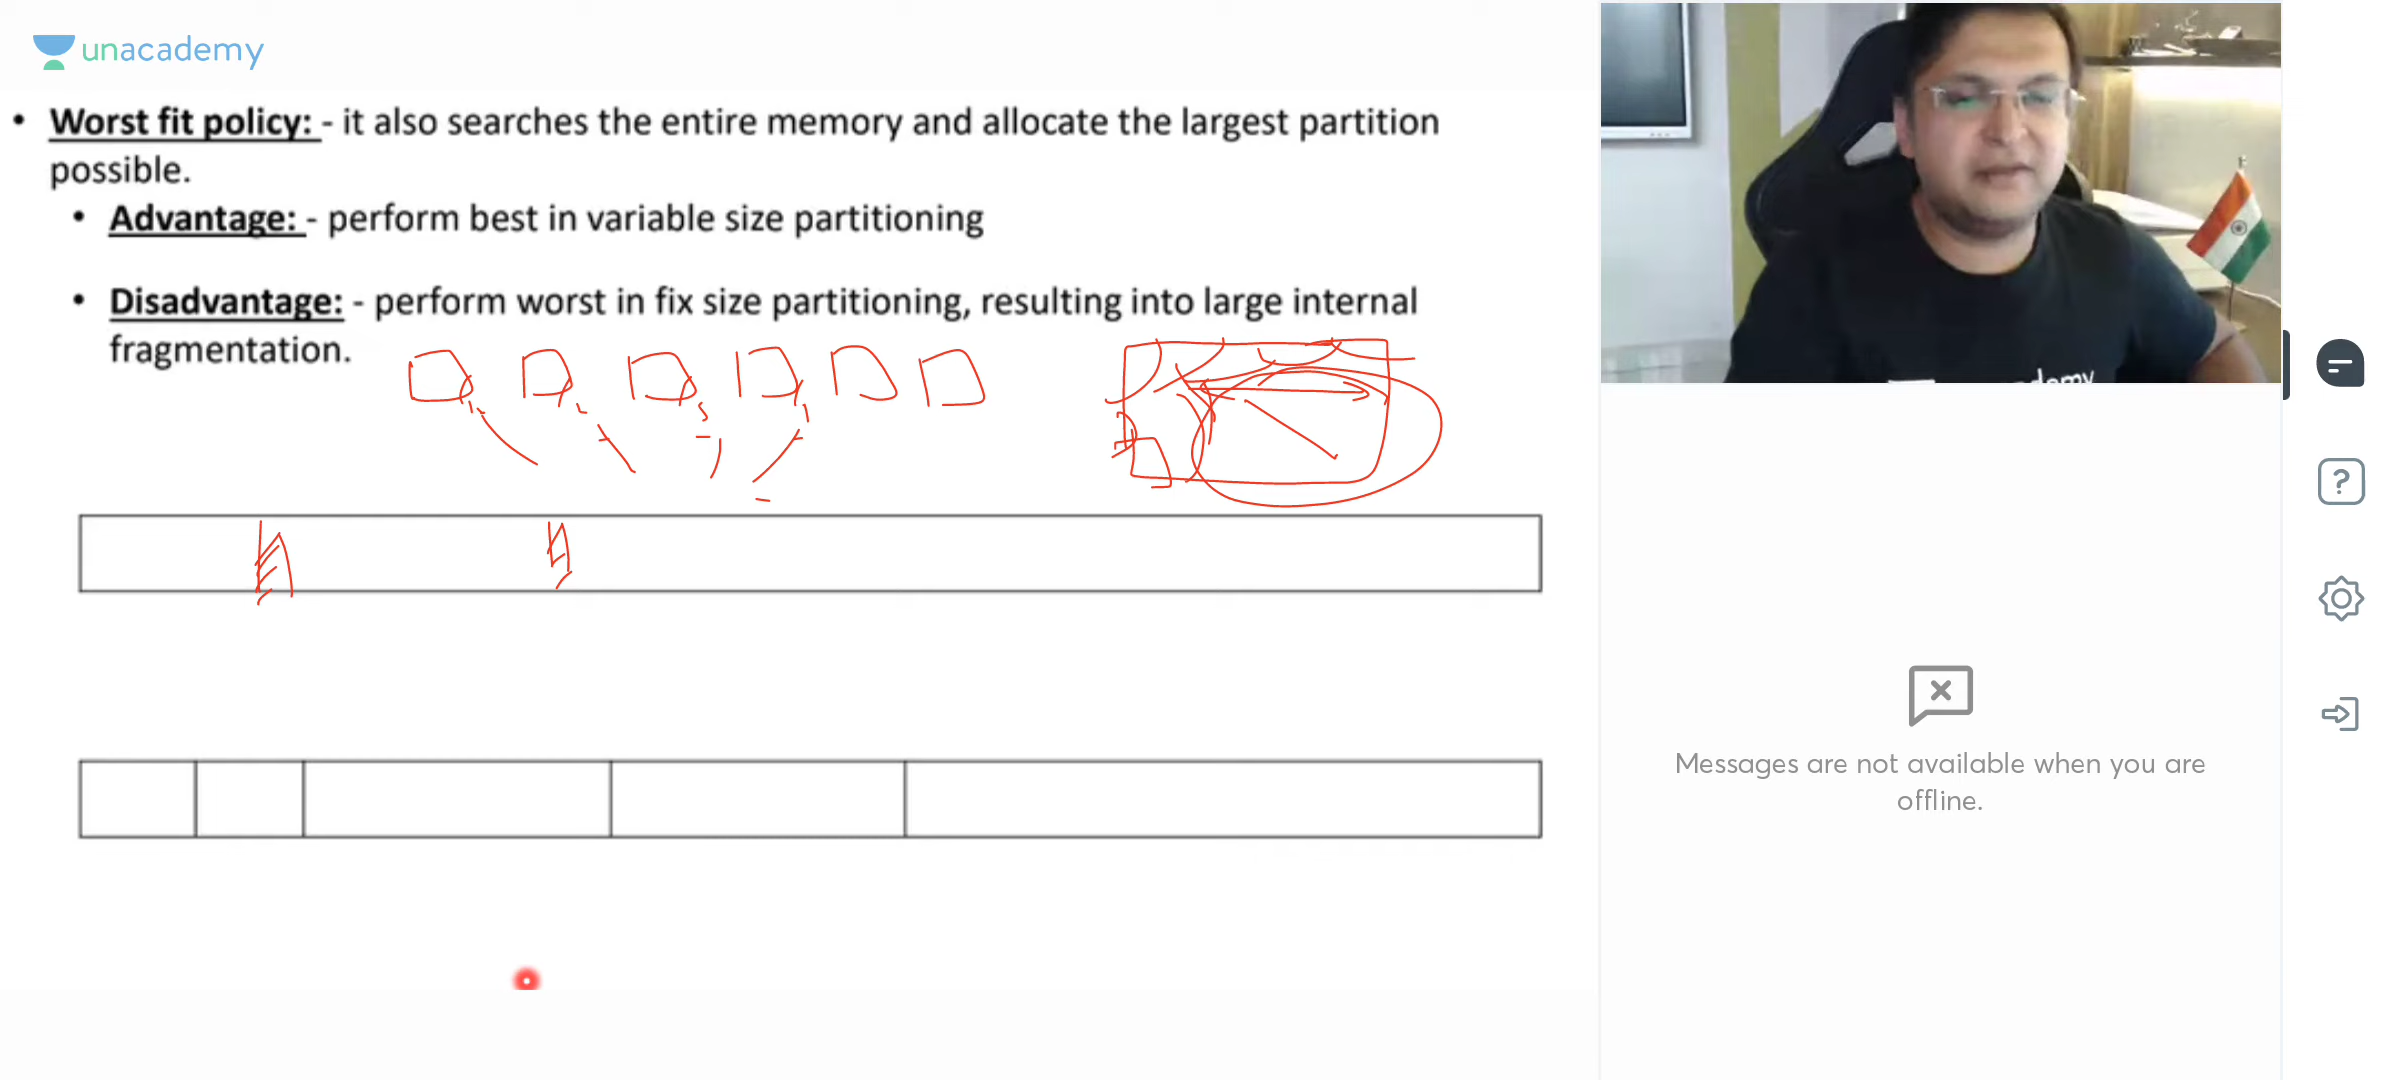 unacademy
• Worst fit policy: - it also searches the entire memory and allocate the largest partition
possible.
• Advantage: - perform best in variable size partitioning
• Disadvantage: - perform worst in fix size partitioning, resulting into large internal
fragmentation.
demy
?
Messages are not available when you are
offline.